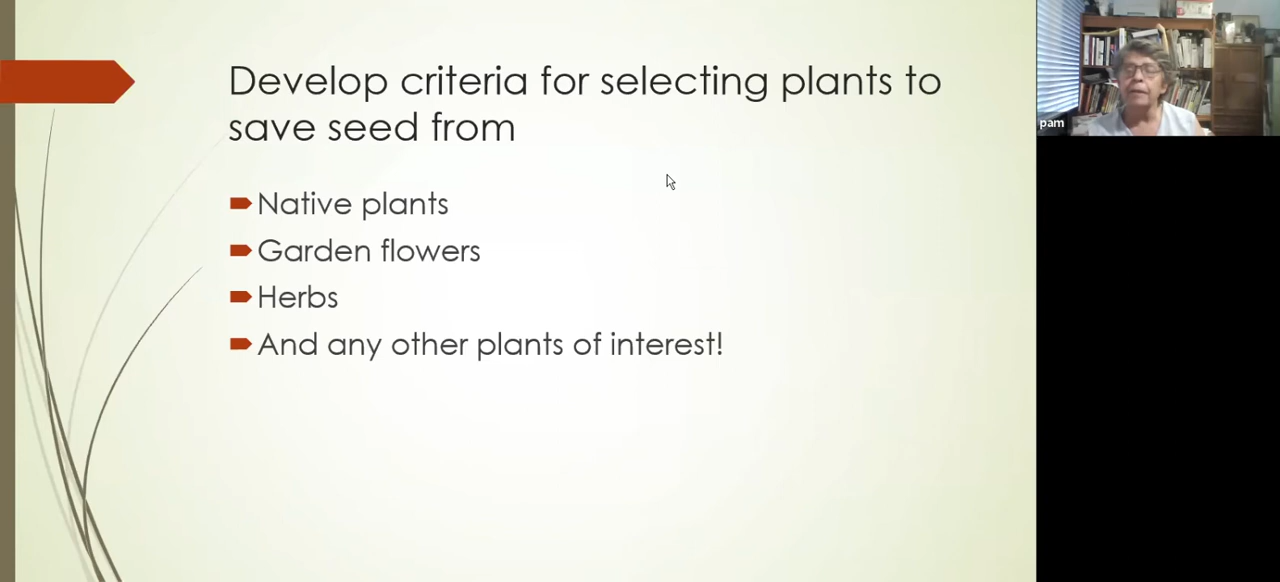 Develop criteria for selecting plants to
save seed from
Native plants
Garden flowers
Herbs
And any other plants of interest!
pam